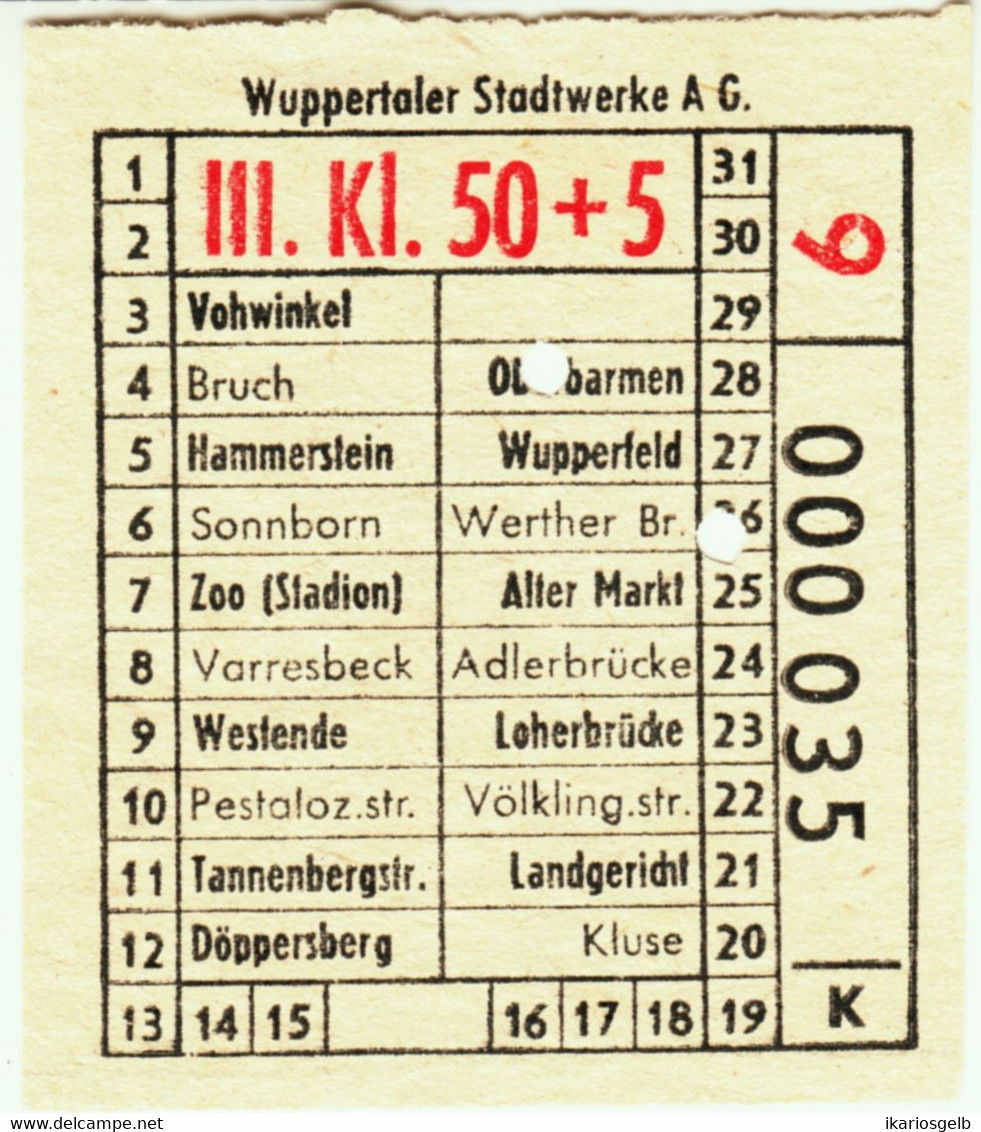 Wuppertaler Stadtwerke A G.
1 III. Kl. 50 + 5 31
2 30
9
3 Vohwinkel 29
4 Bruch 28
5 Hammerstein Wupperfeld 27
6 Sonnborn Werther Br.
7 Zoo (Stadion) Alter Markt 25
8 Varresbeck Adlerbrücke 24
9 Westende Loherbrücke 23
10 Pestaloz.str. Völkling.str. 22
11 Tannenbergstr. Landgericht 21
12 Döppersberg Kluse 20
13 14 15 16 17 18 19
000 035
K
www.delcampe.net
ikariosgelb